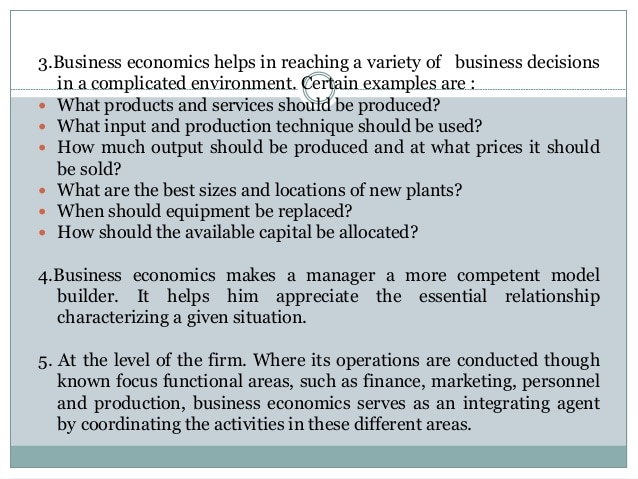 3.Business economics helps in reaching a variety of business decisions
in a complicated environment. Certain examples are :
• What products and services should be produced?
• What input and production technique should be used?
• How much output should be produced and at what prices it should
be sold?
• What are the best sizes and locations of new plants?
• When should equipment be replaced?
• How should the available capital be allocated?
4.Business economics makes a manager a more competent model
builder. It helps him appreciate the essential relationship
characterizing a given situation.
5. At the level of the firm. Where its operations are conducted though
known focus functional areas, such as finance, marketing, personnel
and production, business economics serves as an integrating agent
by coordinating the activities in these different areas.